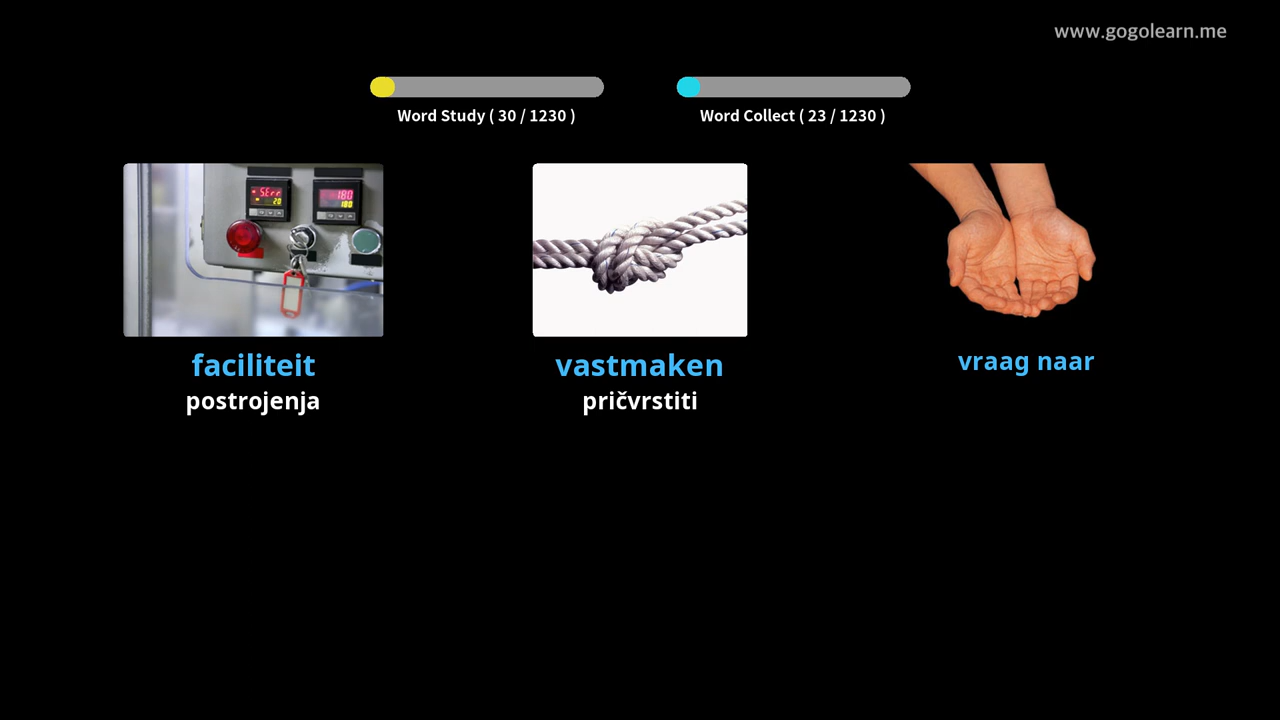 www.gogolearn.me
Word Study ( 30 / 1230 )
Word Collect ( 23 / 1230 )
faciliteit
postrojenja
vastmaken
pričvrstiti
vraag naar